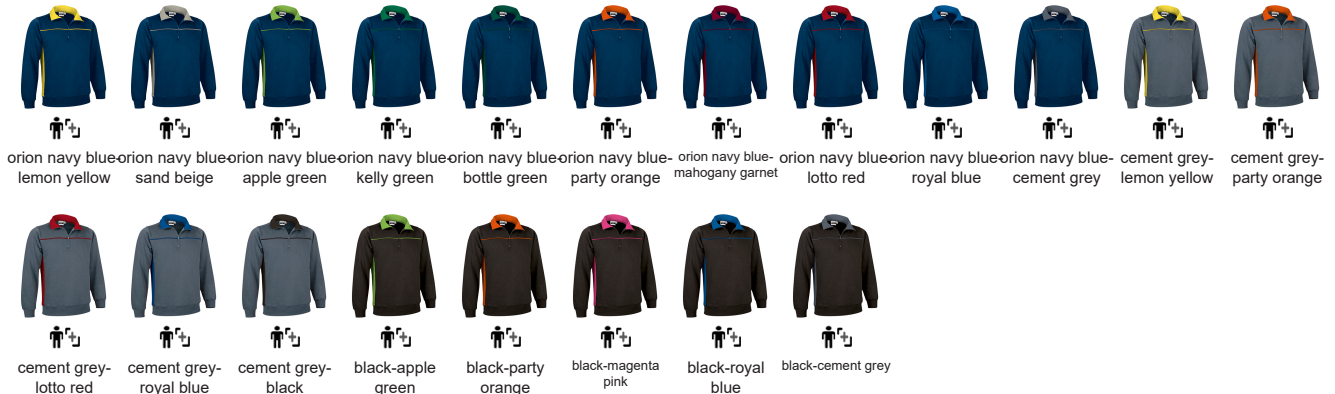 orion navy blue- orion navy blue- orion navy blue- orion navy blue- orion navy blue- orion navy blue- orion navy blue- orion navy blue- orion navy blue- orion navy blue- cement grey- cement grey-
lemon yellow sand beige apple green kelly green bottle green party orange mahogany garnet lotto red royal blue cement grey lemon yellow party orange
cement grey- cement grey- cement grey- black-apple black-party black-magenta black-royal black-cement grey
lotto red royal blue black green orange pink blue